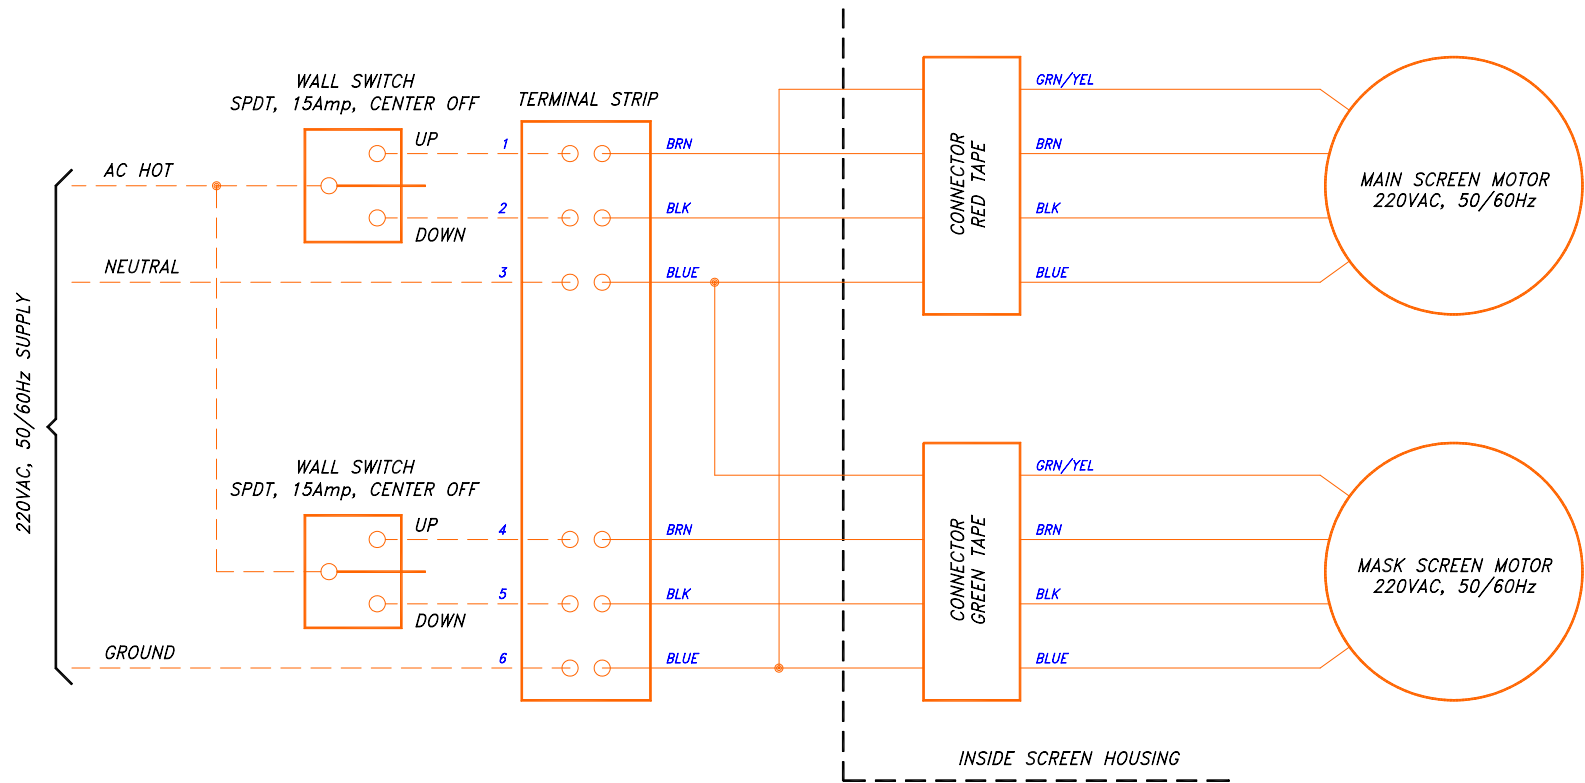 WALL SWITCH
SPDT, 15Amp, CENTER OFF
TERMINAL STRIP
UP
DOWN
AC HOT
NEUTRAL
220VAC, 50/60Hz SUPPLY
1
2
3
BRN
BLK
BLUE
CONNECTOR
RED TAPE
GRN/YEL
BRN
BLK
BLUE
MAIN SCREEN MOTOR
220VAC, 50/60Hz
WALL SWITCH
SPDT, 15Amp, CENTER OFF
UP
DOWN
GROUND
4
5
6
BRN
BLK
BLUE
CONNECTOR
GREEN TAPE
GRN/YEL
BRN
BLK
BLUE
MASK SCREEN MOTOR
220VAC, 50/60Hz
INSIDE SCREEN HOUSING